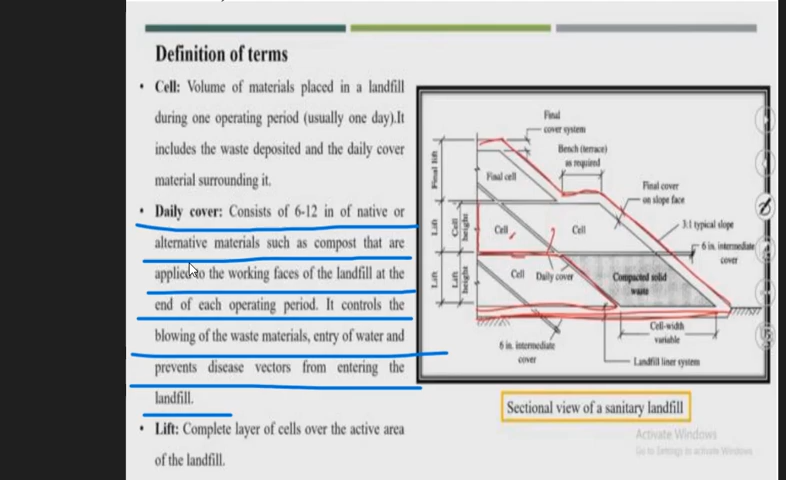 Definition of terms
• Cell: Volume of materials placed in a landfill
during one operating period (usually one day).It
includes the waste deposited and the daily cover
material surrounding it.
• Daily cover: Consists of 6-12 in of native or
alternative materials such as compost that are
applied to the working faces of the landfill at the
end of each operating period. It controls the
blowing of the waste materials, entry of water and
prevents disease vectors from entering the
landfill.
• Lift: Complete layer of cells over the active area
of the landfill.
Final
cover system
Bench (terrace)
as required
Final lift
Final cell
Final cover
on slope face
3:1 typical slope
Lift
Cell
height
Cell
Cell
6 in. intermediate
cover
Lift
Lift
height
Cell
Daily cover
Compacted solid
waste
Cell-width
variable
6 in. intermediate
cover
Landfill liner system
Sectional view of a sanitary landfill
Activate Windows
Go to Settings to activate Windows.